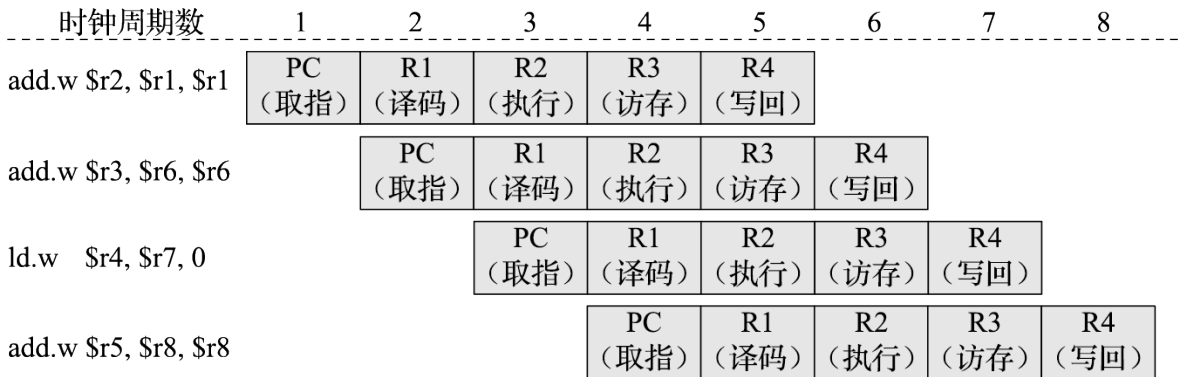 时钟周期数 1 2 3 4 5 6 7 8
add.w $r2, $r1, $r1 PC R1 R2 R3 R4
（取指） （译码） （执行） （访存） （写回）
add.w $r3, $r6, $r6 PC R1 R2 R3 R4
（取指） （译码） （执行） （访存） （写回）
ld.w $r4, $r7, 0 PC R1 R2 R3 R4
（取指） （译码） （执行） （访存） （写回）
add.w $r5, $r8, $r8 PC R1 R2 R3 R4
（取指） （译码） （执行） （访存） （写回）